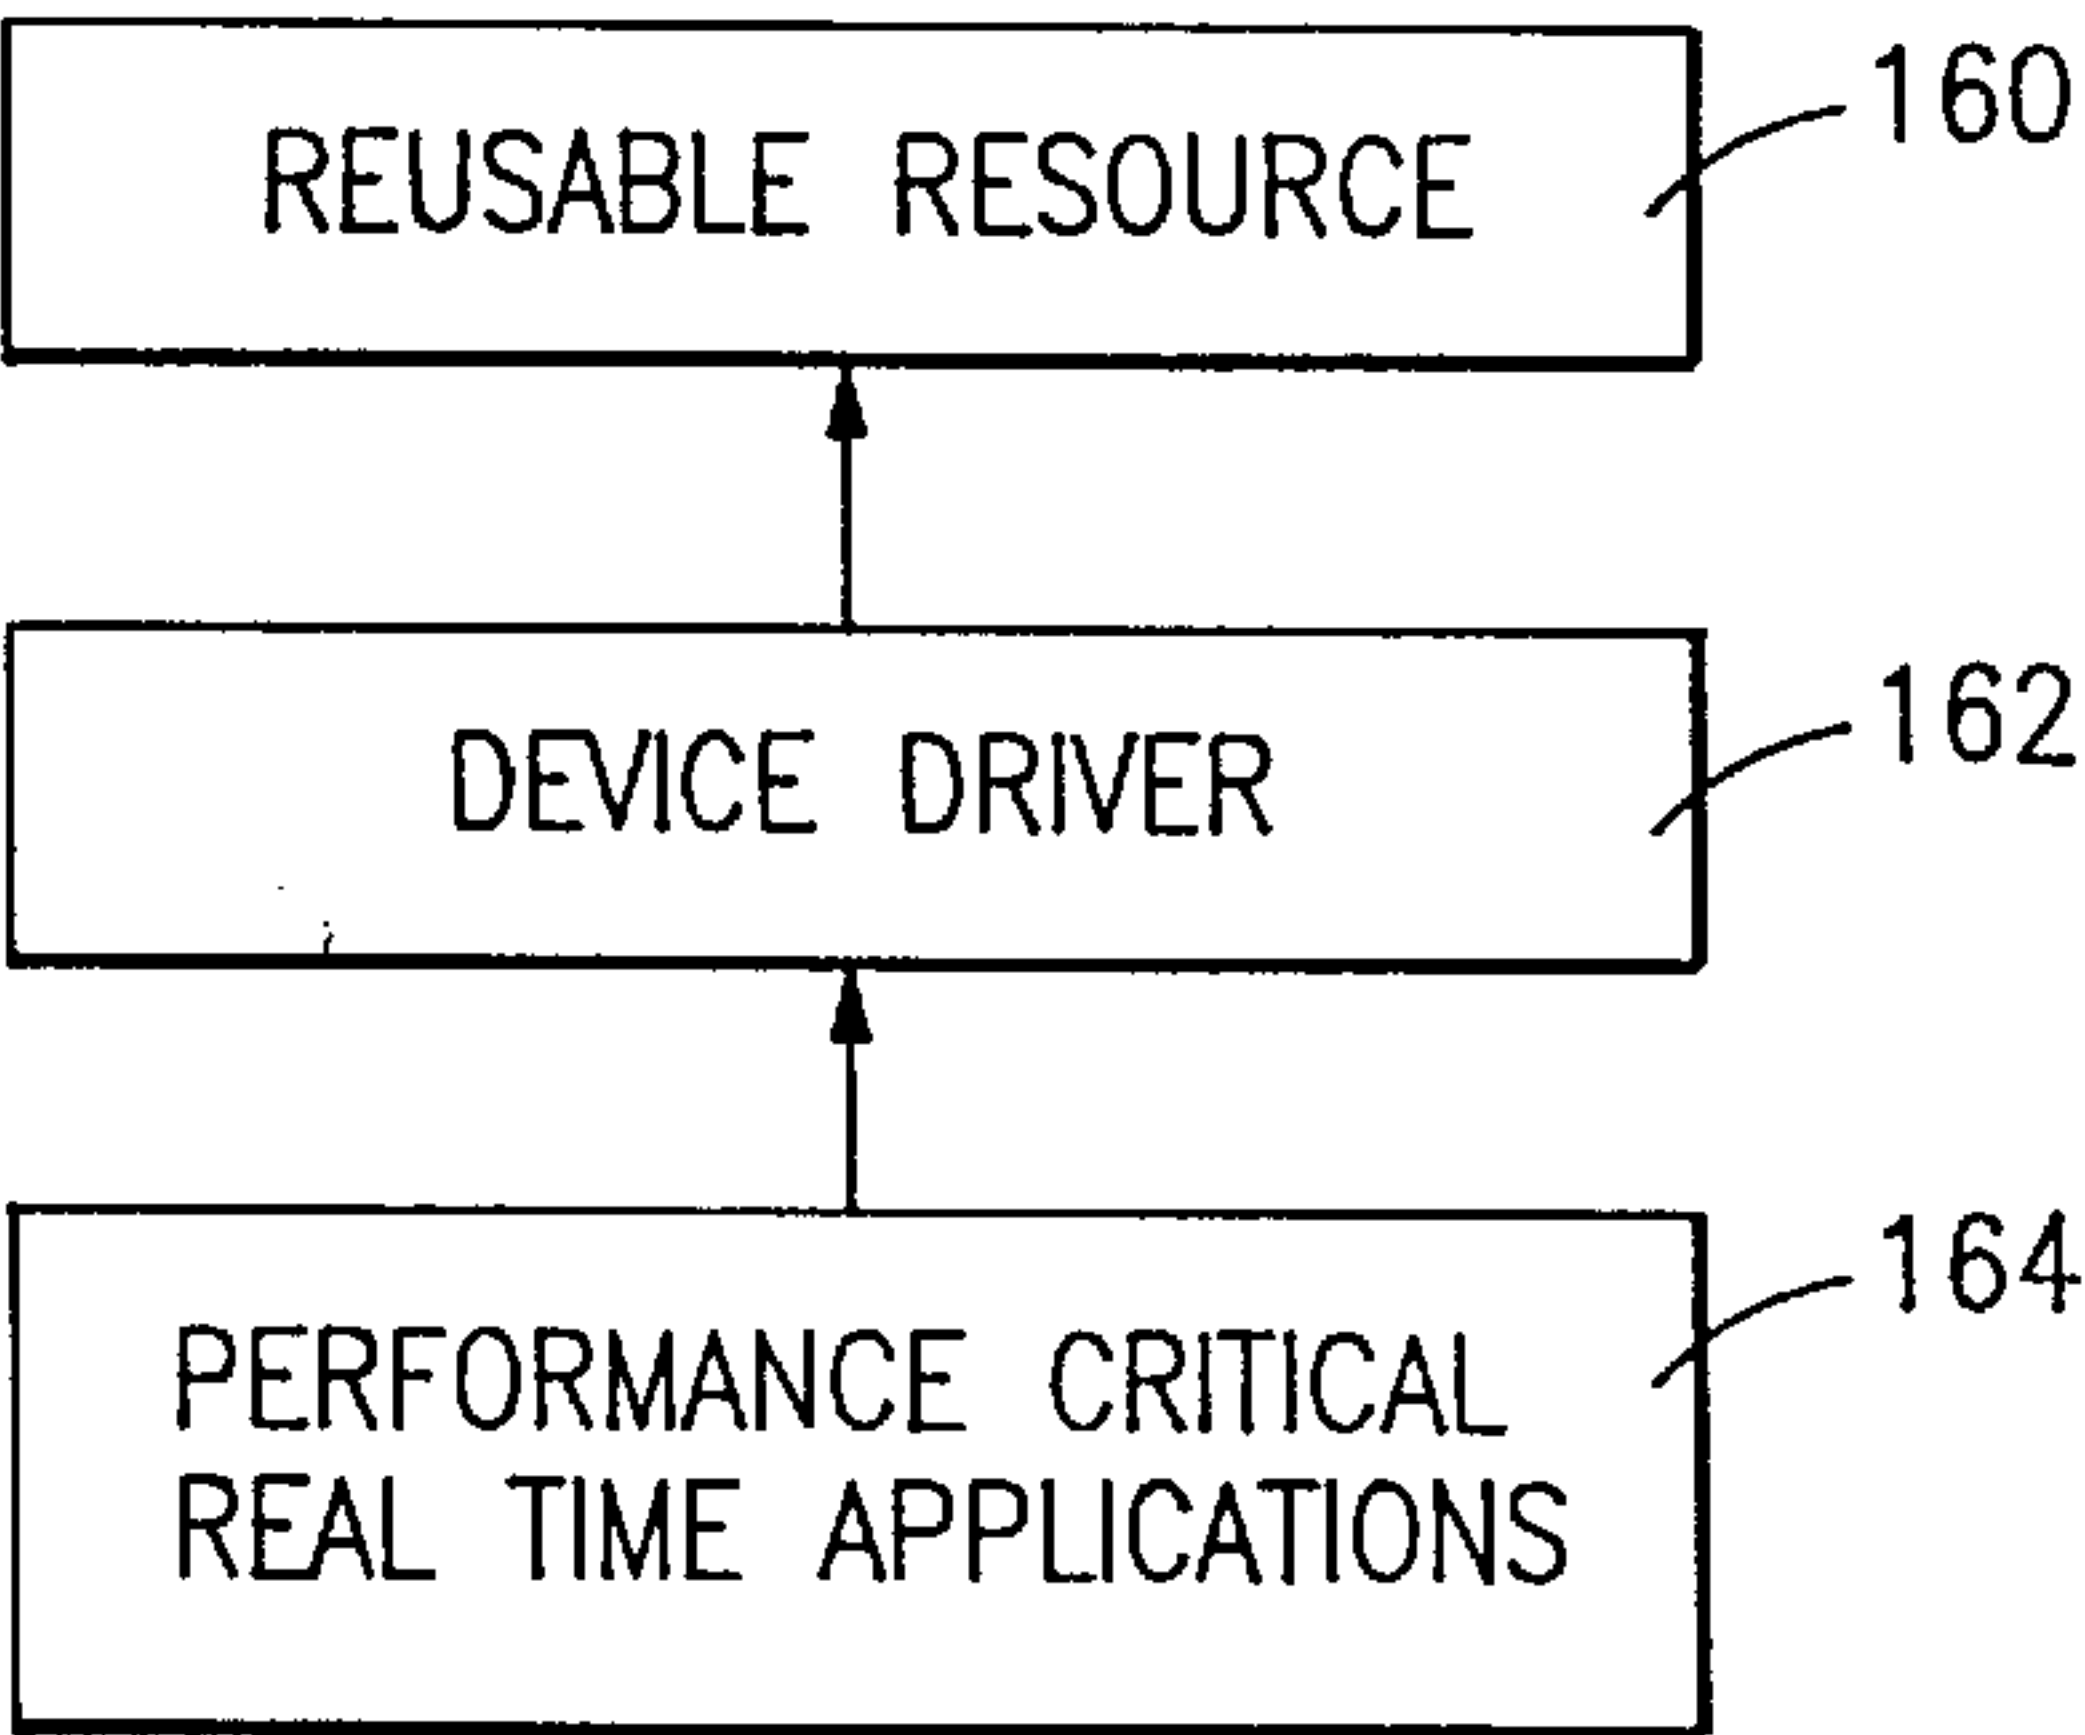 REUSABLE RESOURCE
160
DEVICE DRIVER
162
164
PERFORMANCE CRITICAL
REAL TIME APPLICATIONS